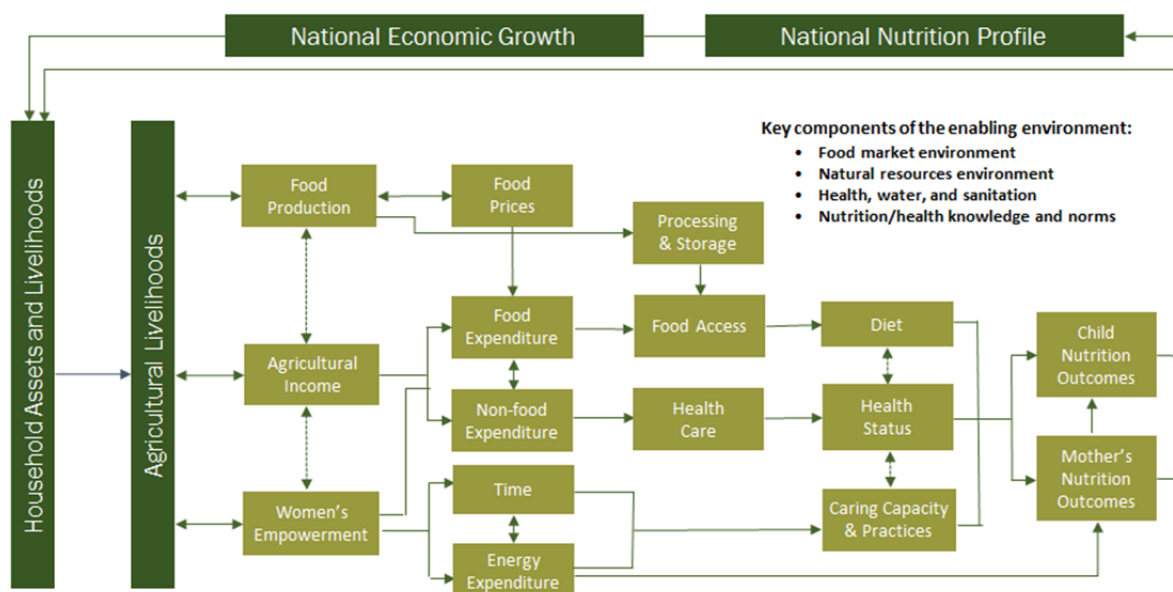 National Economic Growth
National Nutrition Profile
Household Assets and Livelihoods
Agricultural Livelihoods
Key components of the enabling environment:
• Food market environment
• Natural resources environment
• Health, water, and sanitation
• Nutrition/health knowledge and norms
Food
Production
Food
Prices
Processing
& Storage
Food
Expenditure
Food Access
Diet
Child
Nutrition
Outcomes
Agricultural
Income
Non-food
Expenditure
Health
Care
Health
Status
Mother's
Nutrition
Outcomes
Women's
Empowerment
Time
Energy
Expenditure
Caring Capacity
& Practices